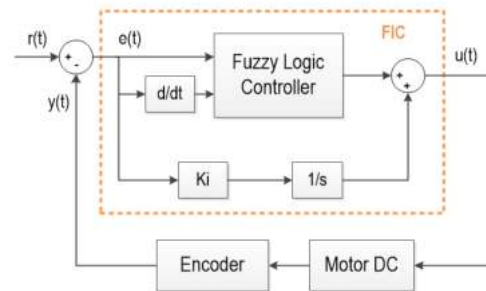 FIC
r(t)
e(t)
Fuzzy Logic
Controller
u(t)
+
-
+
+
d/dt
y(t)
Ki
1/s
Encoder
Motor DC